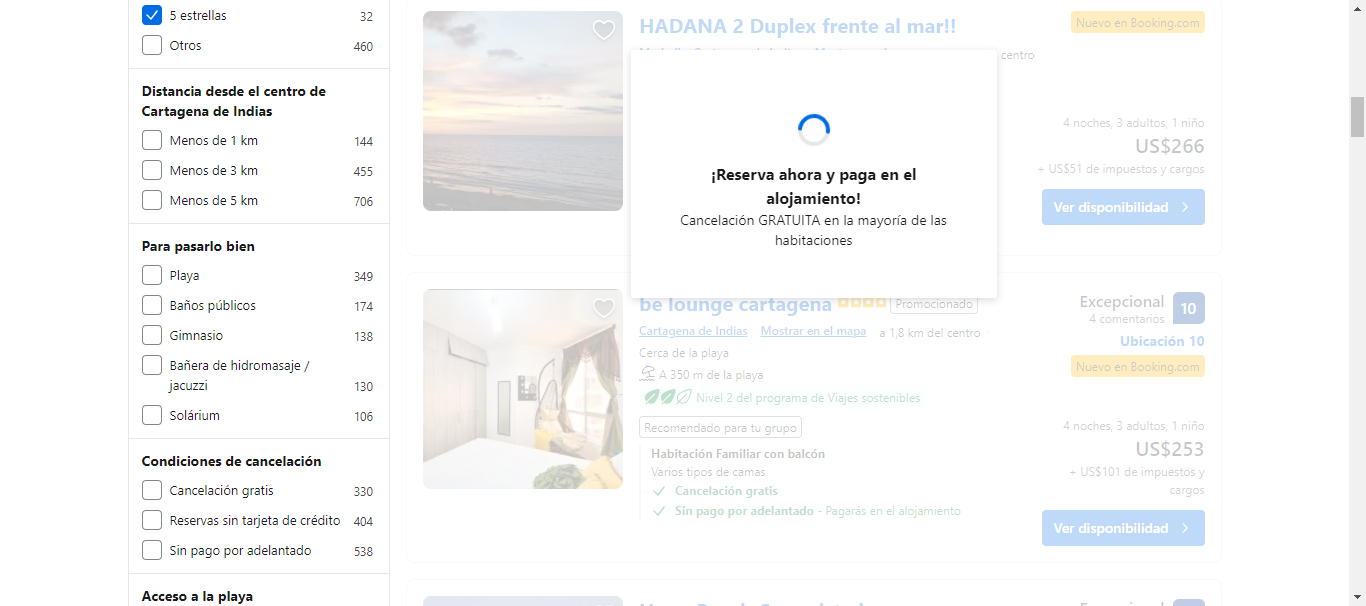 5 estrellas 32
Otros 460
Distancia desde el centro de
Cartagena de Indias
Menos de 1 km 144
Menos de 3 km 455
Menos de 5 km 706
Para pasarlo bien
Playa 349
Baños públicos 174
Gimnasio 138
Bañera de hidromasaje /
jacuzzi 130
Solárium 106
Condiciones de cancelación
Cancelación gratis 330
Reservas sin tarjeta de crédito 404
Sin pago por adelantado 538
Acceso a la playa
HADANA 2 Duplex frente al mar!!
Nuevo en Booking.com
centro
4 noches, 3 adultos, 1 niño
US$266
+ US$51 de impuestos y cargos
Ver disponibilidad
¡Reserva ahora y paga en el
alojamiento!
Cancelación GRATUITA en la mayoría de las
habitaciones
be lounge cartagena Promocionado
Cartagena de Indias Mostrar en el mapa a 1,8 km del centro
Cerca de la playa
A 350 m de la playa
Nivel 2 del programa de Viajes sostenibles
Recomendado para tu grupo
Habitación Familiar con balcón
Varios tipos de camas
Cancelación gratis
Sin pago por adelantado - Pagarás en el alojamiento
Excepcional 10
4 comentarios
Ubicación 10
Nuevo en Booking.com
4 noches, 3 adultos, 1 niño
US$253
+ US$101 de impuestos y
cargos
Ver disponibilidad